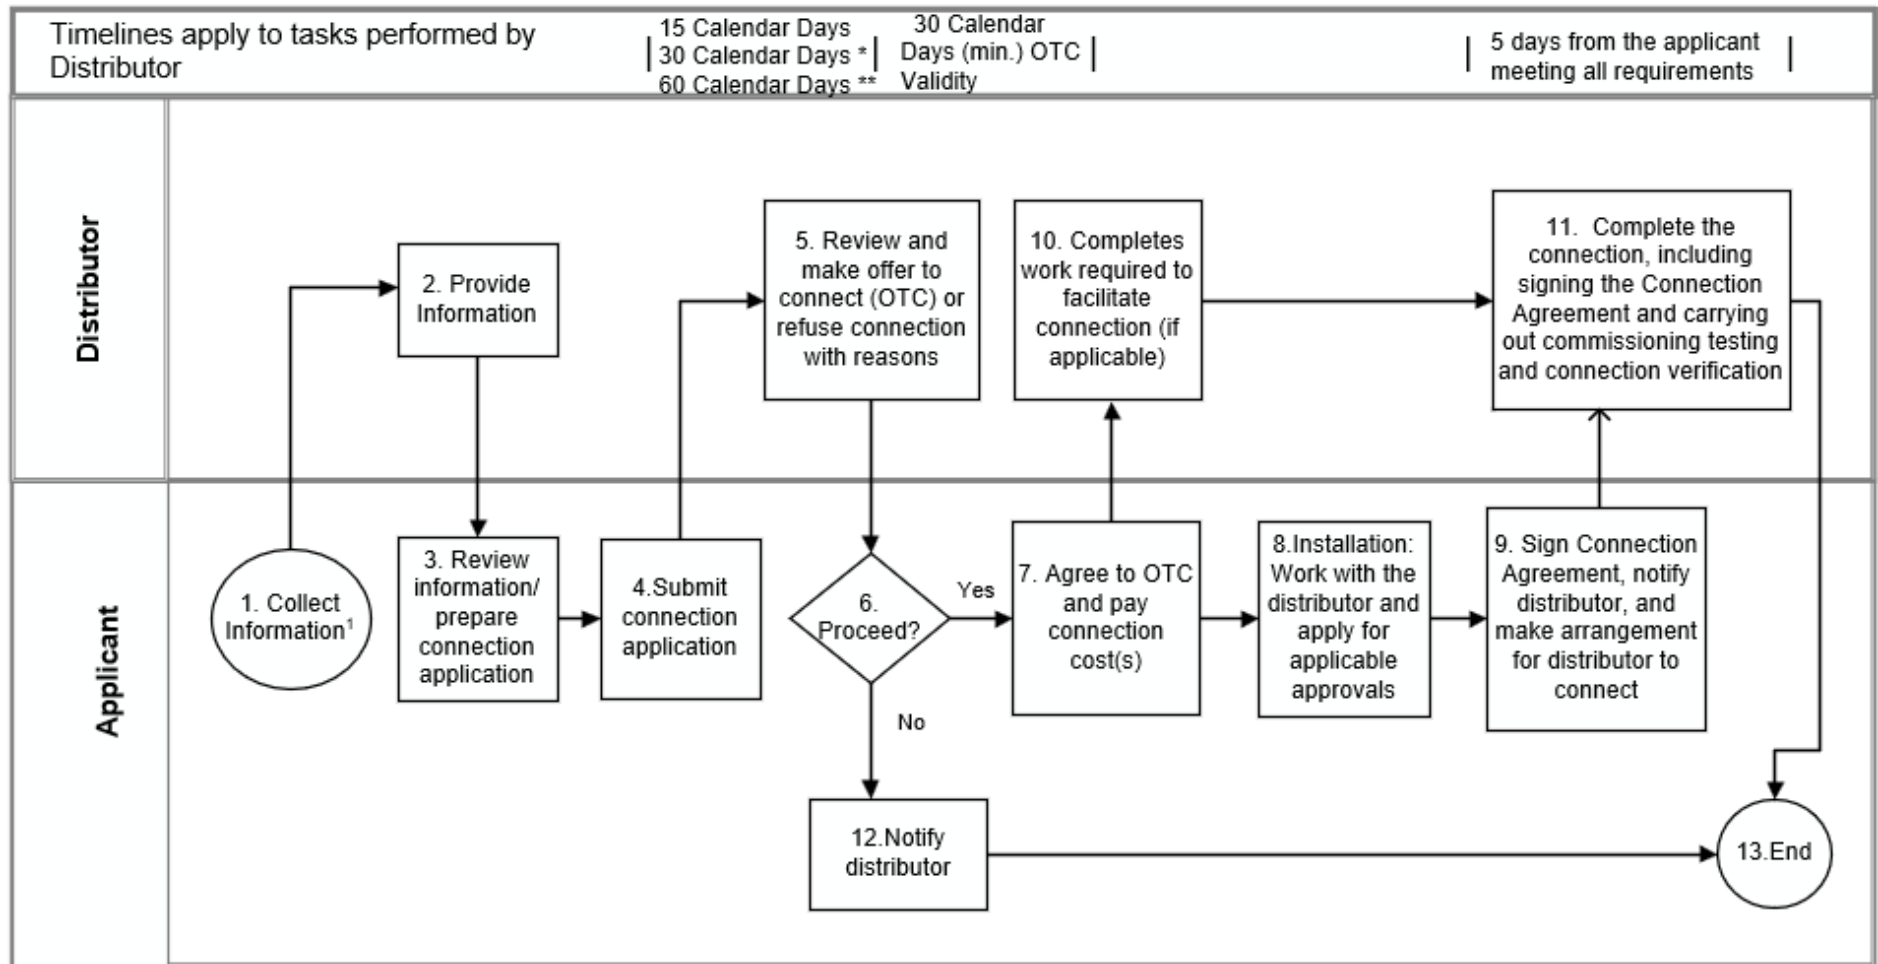 Timelines apply to tasks performed by
Distributor
15 Calendar Days
30 Calendar Days *
60 Calendar Days **
30 Calendar
Days (min.) OTC
Validity
5 days from the applicant
meeting all requirements
Distributor
2. Provide
Information
5. Review and
make offer to
connect (OTC) or
refuse connection
with reasons
10. Completes
work required to
facilitate
connection (if
applicable)
11. Complete the
connection, including
signing the Connection
Agreement and carrying
out commissioning testing
and connection verification
Applicant
1. Collect
Information¹
3. Review
information/
prepare
connection
application
4.Submit
connection
application
6.
Proceed?
Yes
No
7. Agree to OTC
and pay
connection
cost(s)
8.Installation:
Work with the
distributor and
apply for
applicable
approvals
9. Sign Connection
Agreement, notify
distributor, and
make arrangement
for distributor to
connect
12.Notify
distributor
13.End